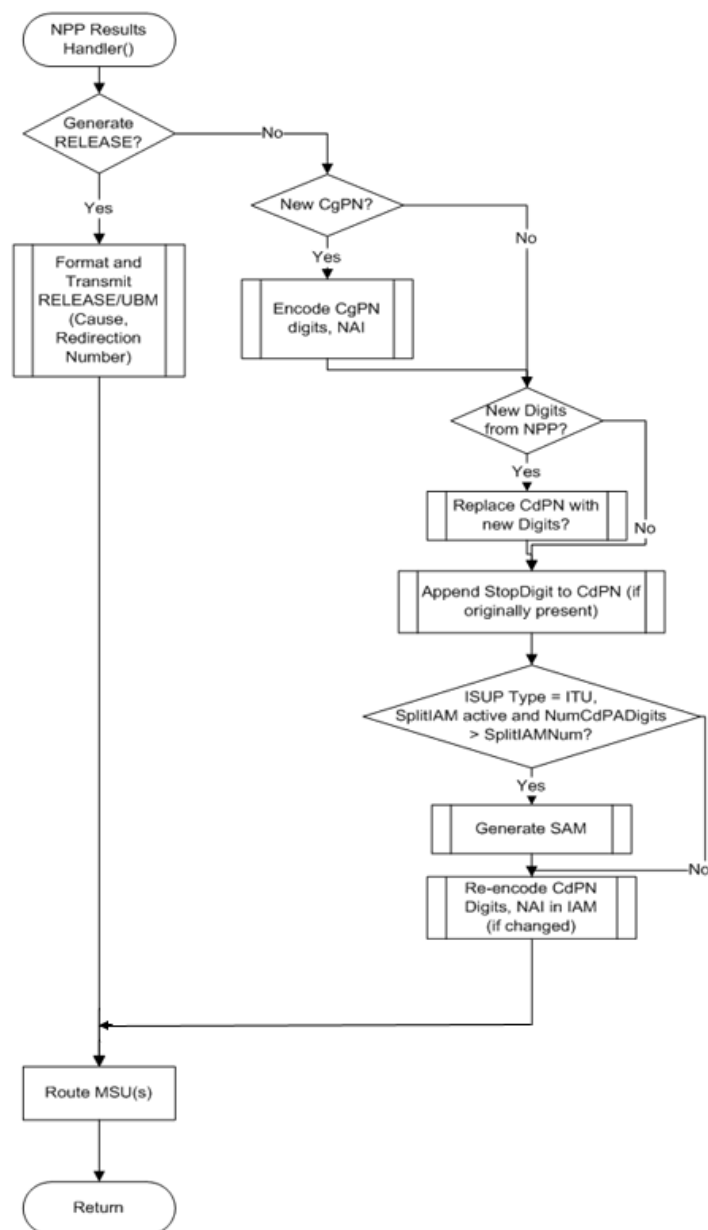 NPP Results
Handler()
Generate
RELEASE?
No
Yes
New CgPN?
No
Yes
Format and
Transmit
RELEASE/UBM
(Cause,
Redirection
Number)
Encode CgPN
digits, NAI
New Digits
from NPP?
Yes
No
Replace CdPN with
new Digits?
Append StopDigit to CdPN (if
originally present)
ISUP Type = ITU,
SplitIAM active and NumCdPADigits
> SplitIAMNum?
Yes
Generate SAM
No
Re-encode CdPN
Digits, NAI in IAM
(if changed)
Route MSU(s)
Return